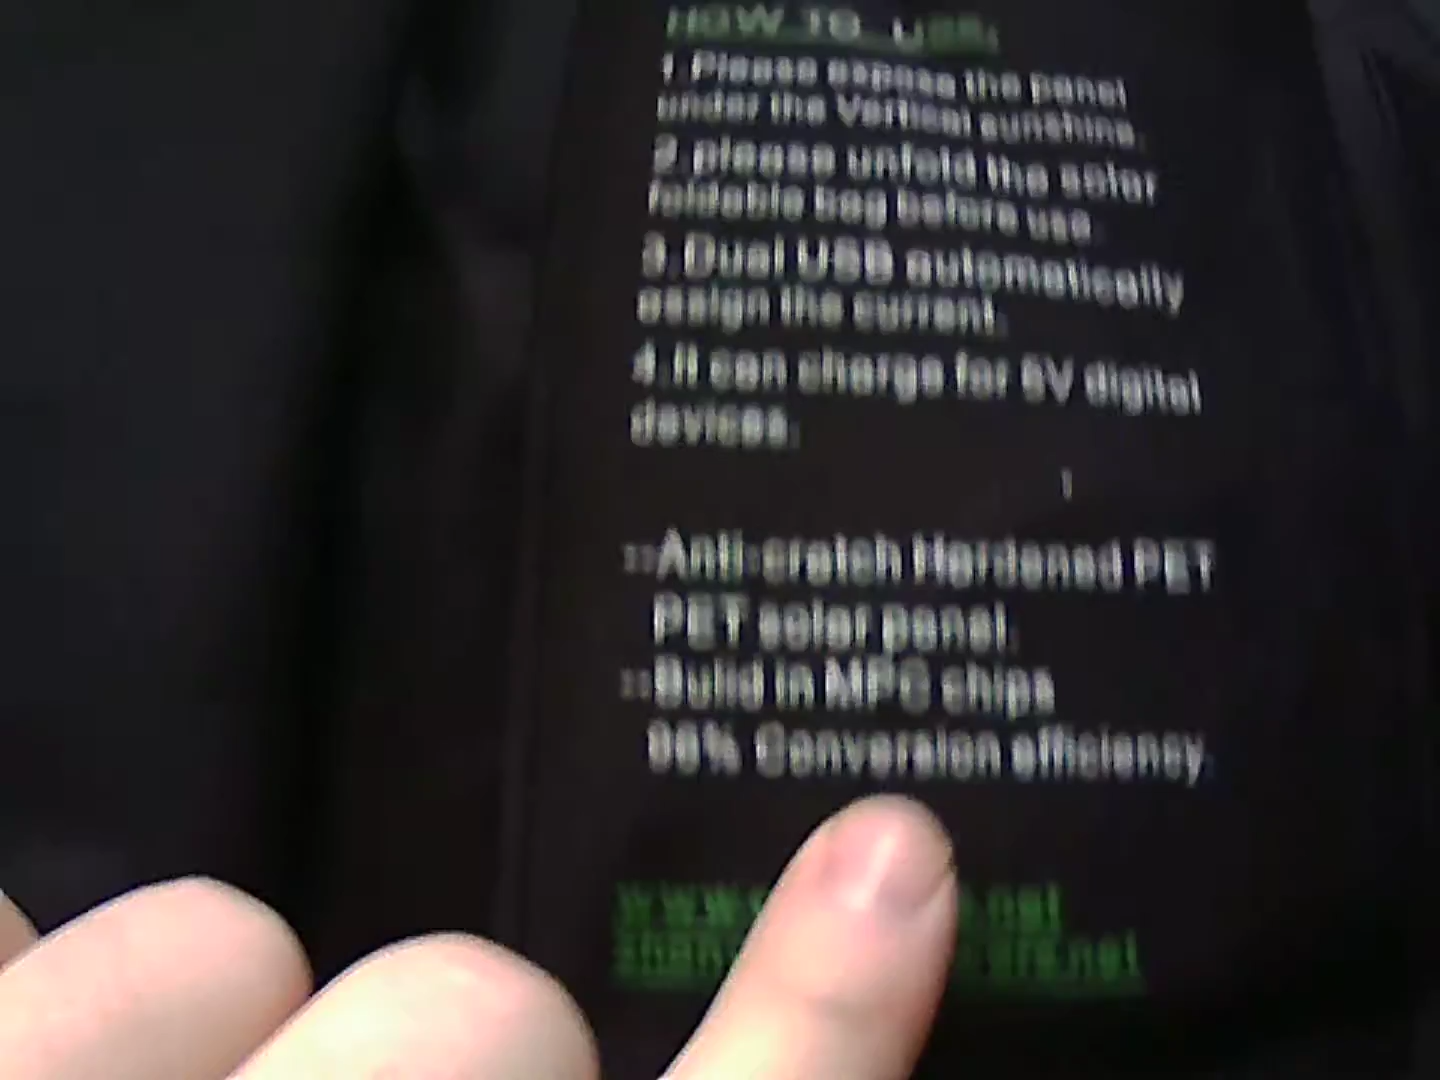 HOW TO USE:
1.Please expose the panel
under the Vertical sunshine.
2.please unfold the solar
foldable bag before use.
3.Dual USB automatically
assign the current.
4.It can charge for 5V digital
devices.
Anti-cratch Hardened PET
PET solar panel.
Build in MPC chips
Conversion efficiency.